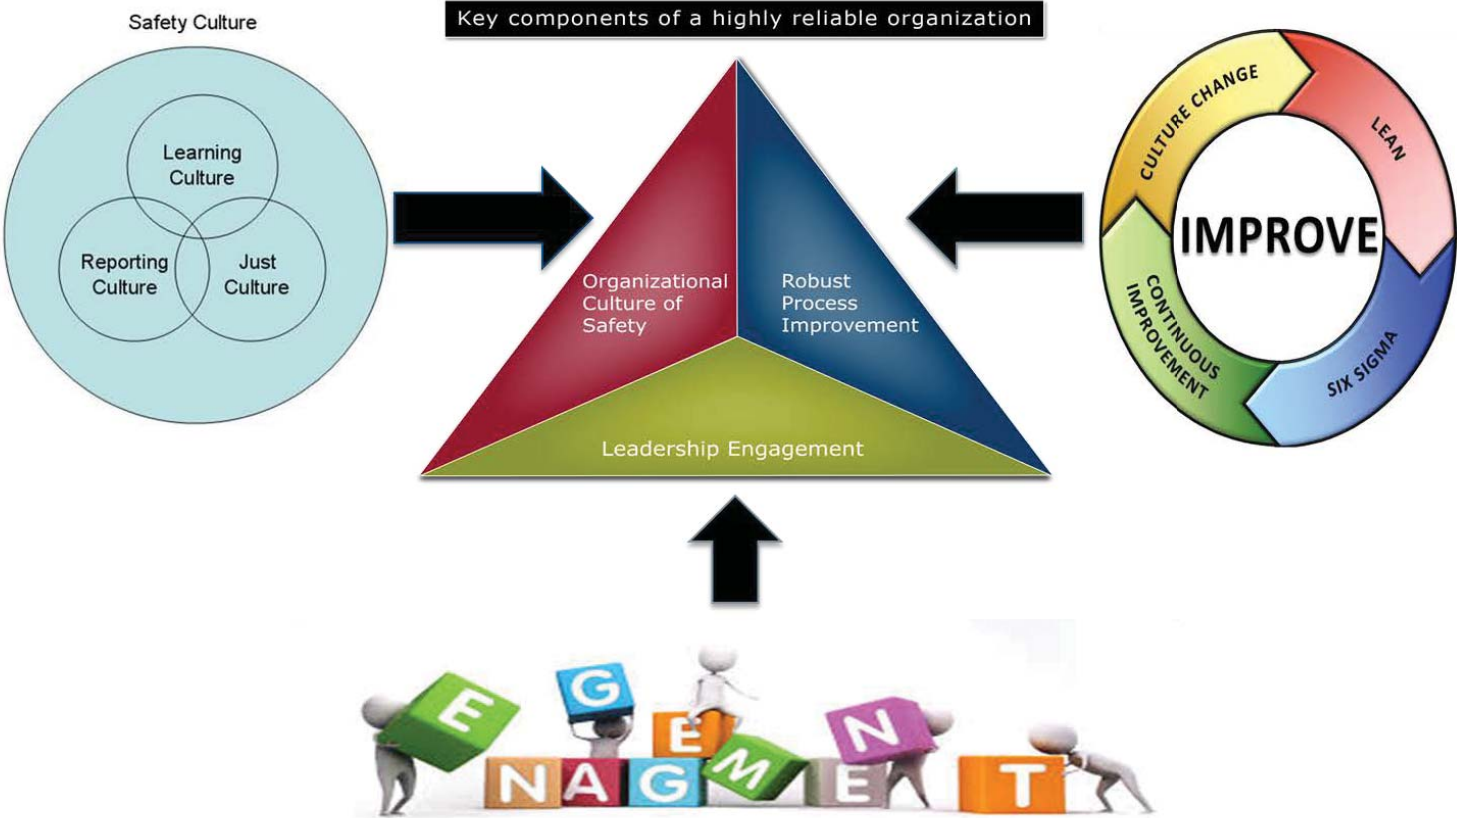 Safety Culture
Learning
Culture
Reporting
Culture
Just
Culture
Key components of a highly reliable organization
Organizational
Culture of
Safety
Robust
Process
Improvement
Leadership Engagement
CULTURE CHANGE
LEAN
SIX SIGMA
CONTINUOUS
IMPROVEMENT
IMPROVE
ENGAGEMENT